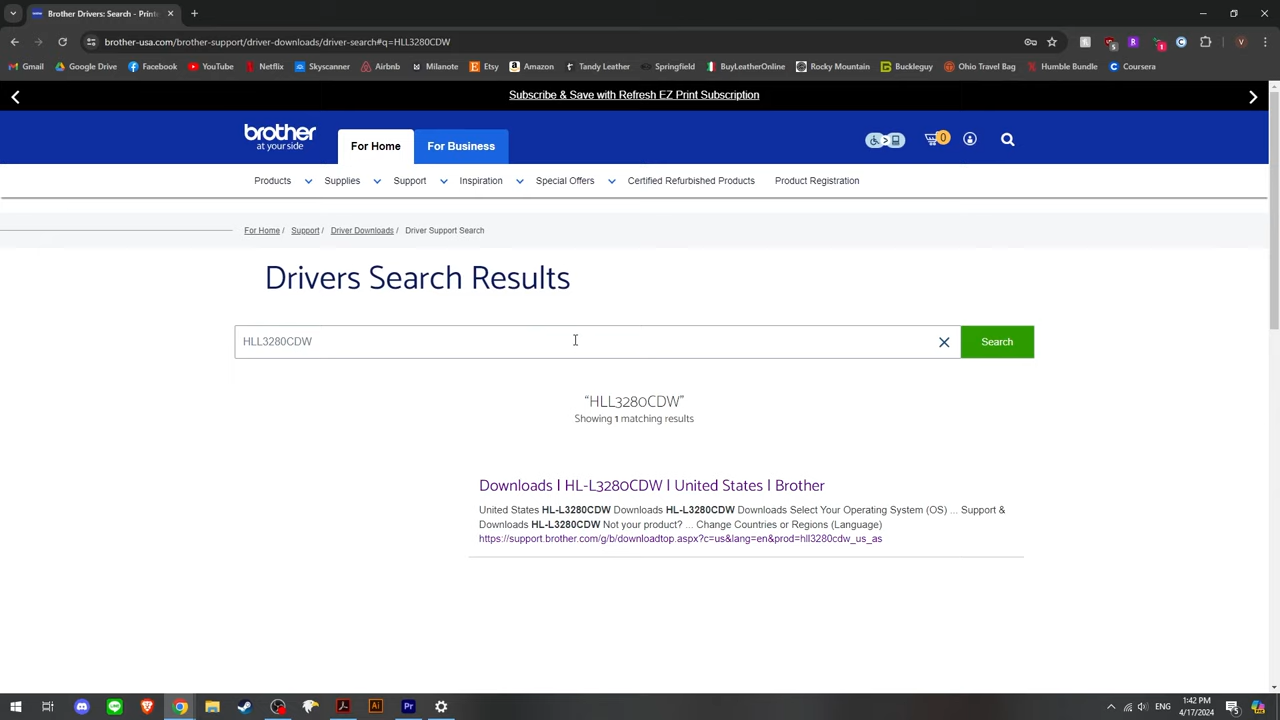 Brother Drivers: Search - Printe
brother-usa.com/brother-support/driver-downloads/driver-search#q=HLL3280CDW
Gmail Google Drive Facebook YouTube Netflix Skyscanner Airbnb Milanote Etsy Amazon Tandy Leather Springfield BuyLeatherOnline Rocky Mountain Buckleguy Ohio Travel Bag Humble Bundle Coursera
Subscribe & Save with Refresh EZ Print Subscription
brother
at your side
For Home For Business
0
Products Supplies Support Inspiration Special Offers Certified Refurbished Products Product Registration
For Home / Support / Driver Downloads / Driver Support Search
Drivers Search Results
HLL3280CDW
Search
“HLL3280CDW”
Showing 1 matching results
Downloads | HL-L3280CDW | United States | Brother
United States HL-L3280CDW Downloads HL-L3280CDW Downloads Select Your Operating System (OS) ... Support &
Downloads HL-L3280CDW Not your product? ... Change Countries or Regions (Language)
https://support.brother.com/g/b/downloadtop.aspx?c=us&lang=en&prod=hll3280cdw_us_as
ENG
1:42 PM
4/17/2024